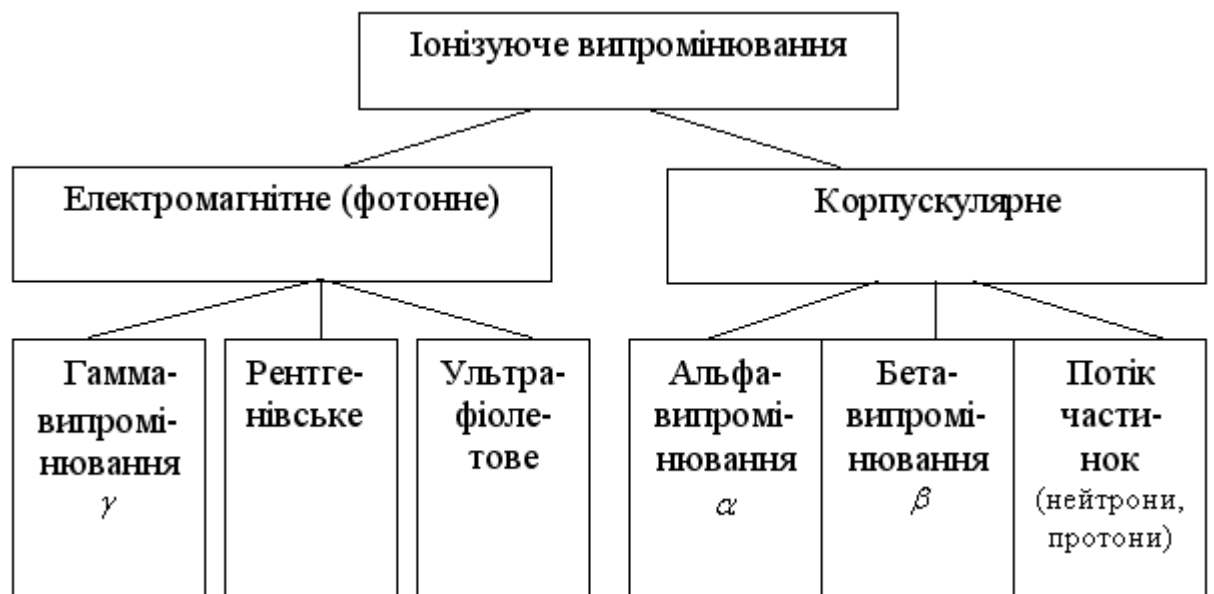 Іонізуюче випромінювання
Електромагнітне (фотонне)
Корпускулярне
Гамма-
випромі-
нювання
γ
Рентге-
нівське
Ультра-
фіоле-
тове
Альфа-
випромі-
нювання
α
Бета-
випромі-
нювання
β
Потік
части-
нок
(нейтрони,
протони)